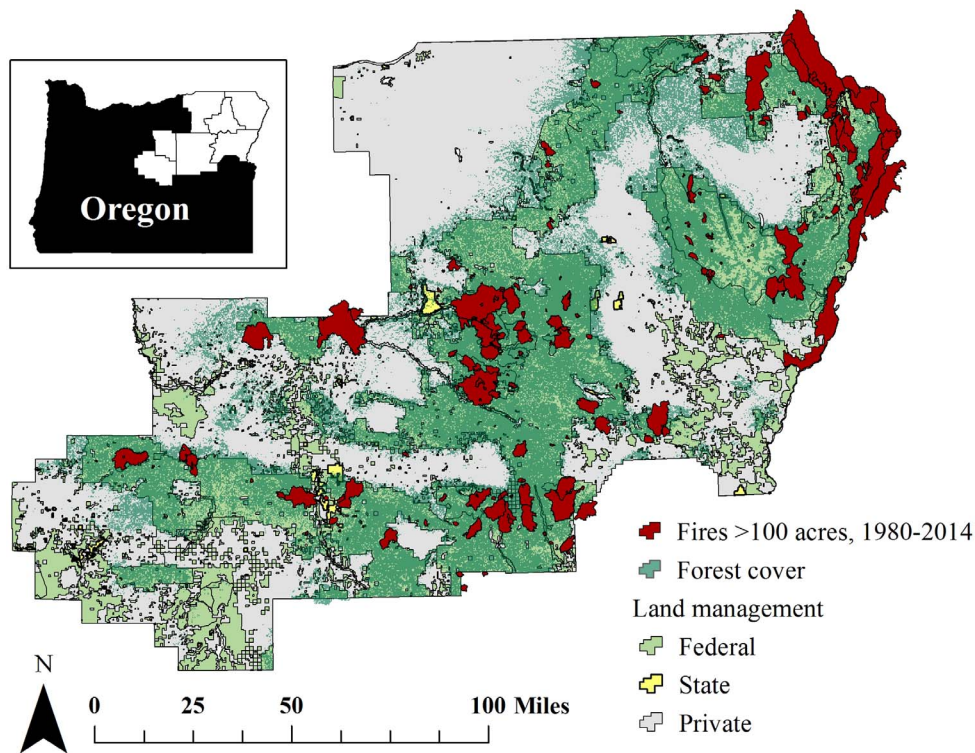 Oregon
Fires >100 acres, 1980-2014
Forest cover
Land management
Federal
State
Private
N
0 25 50 100 Miles